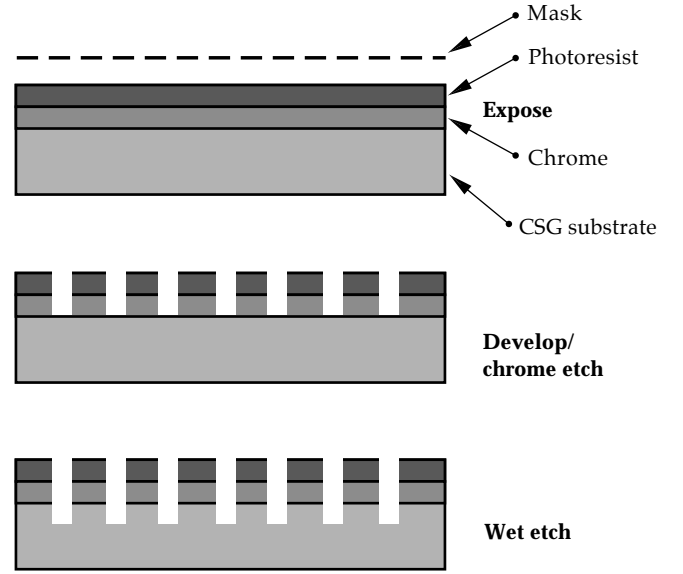 Mask
Photoresist
Expose
Chrome
CSG substrate
Develop/
chrome etch
Wet etch